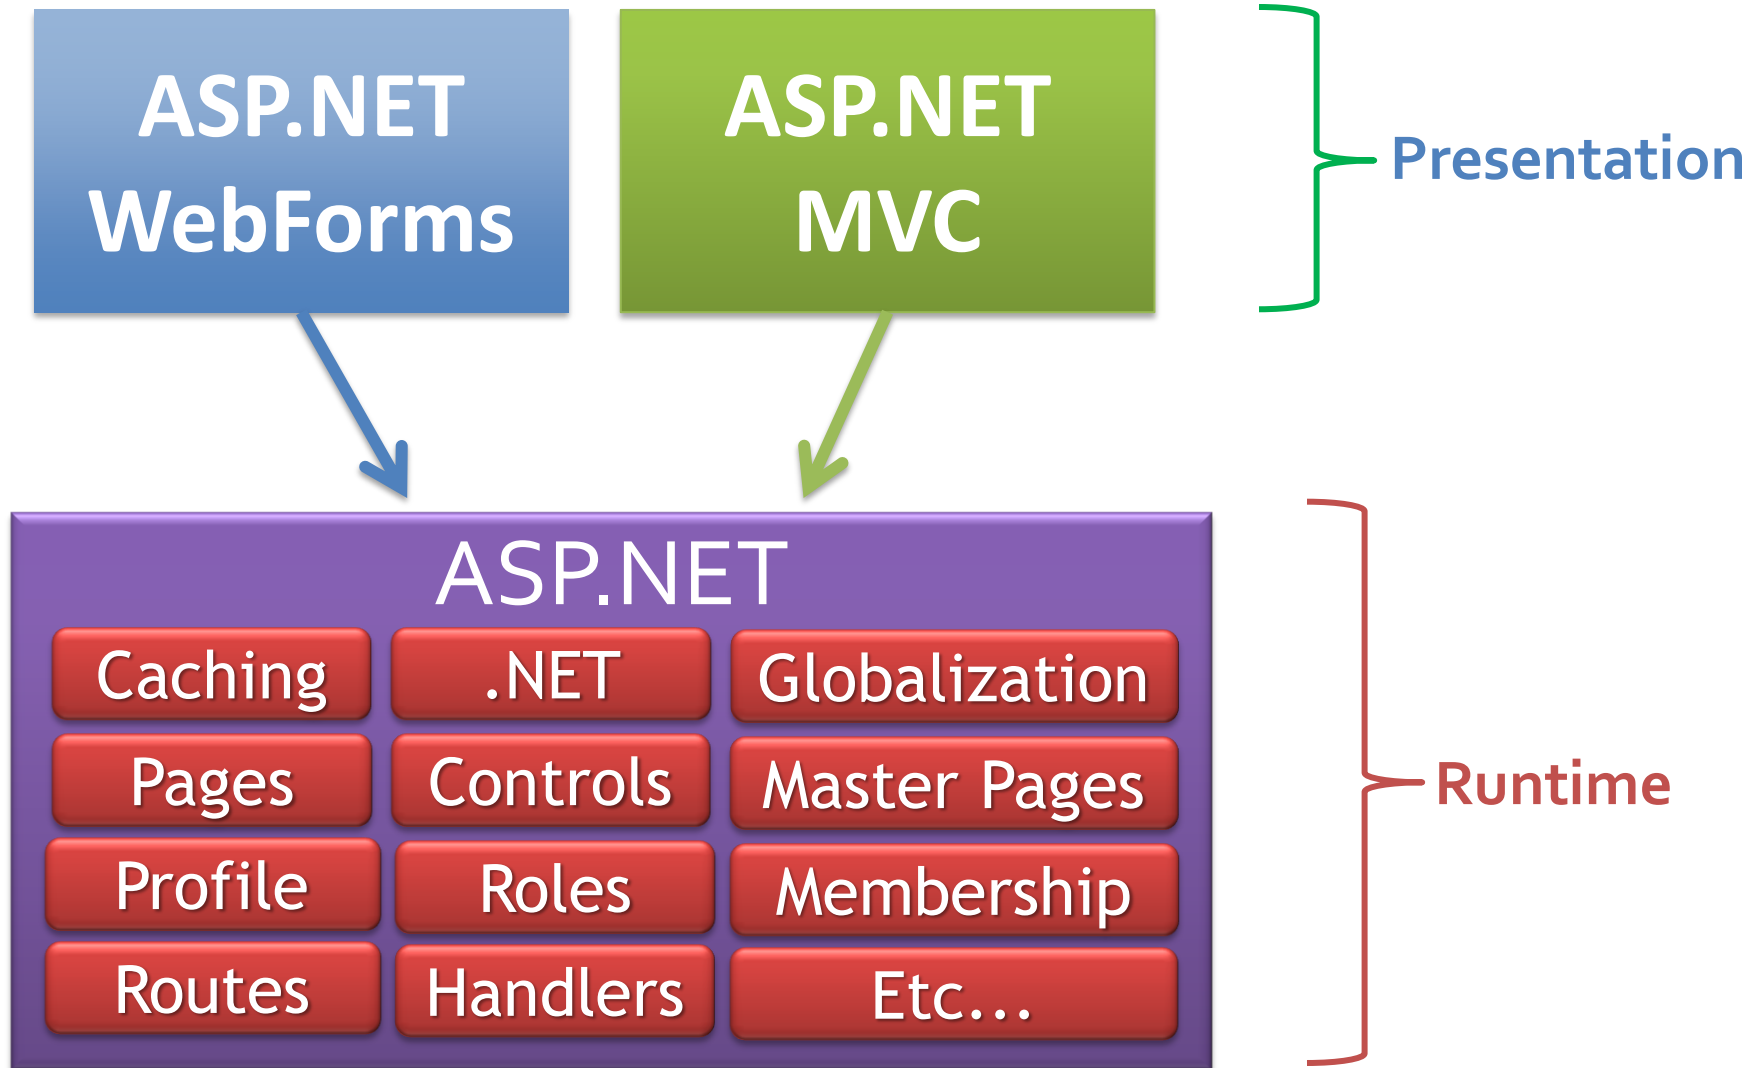 ASP.NET
WebForms
ASP.NET
MVC
Presentation
ASP.NET
Caching
.NET
Globalization
Pages
Controls
Master Pages
Profile
Roles
Membership
Routes
Handlers
Etc...
Runtime